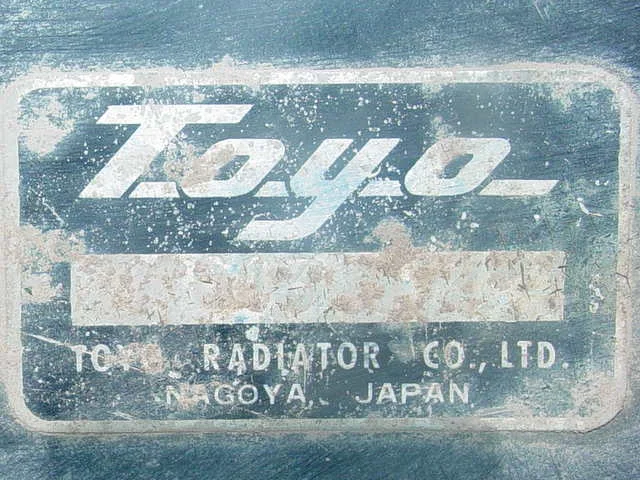 Toyo
TOYO RADIATOR CO., LTD.
NAGOYA, JAPAN